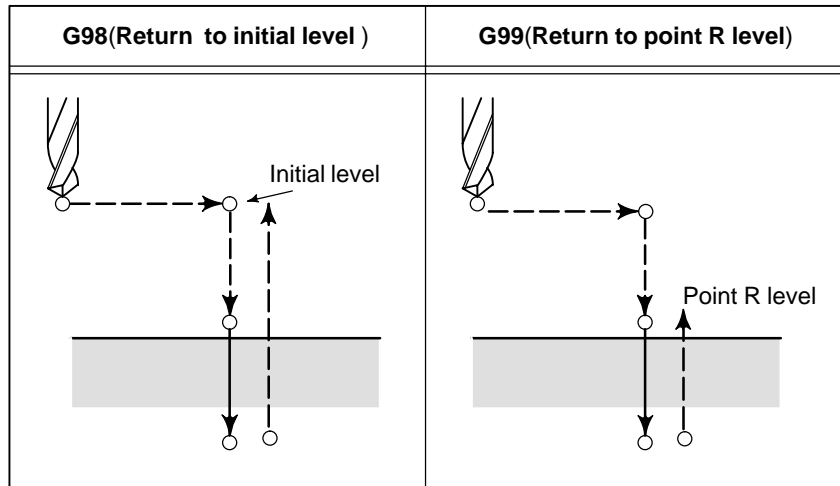 G98(Return to initial level )
G99(Return to point R level)
Initial level
Point R level